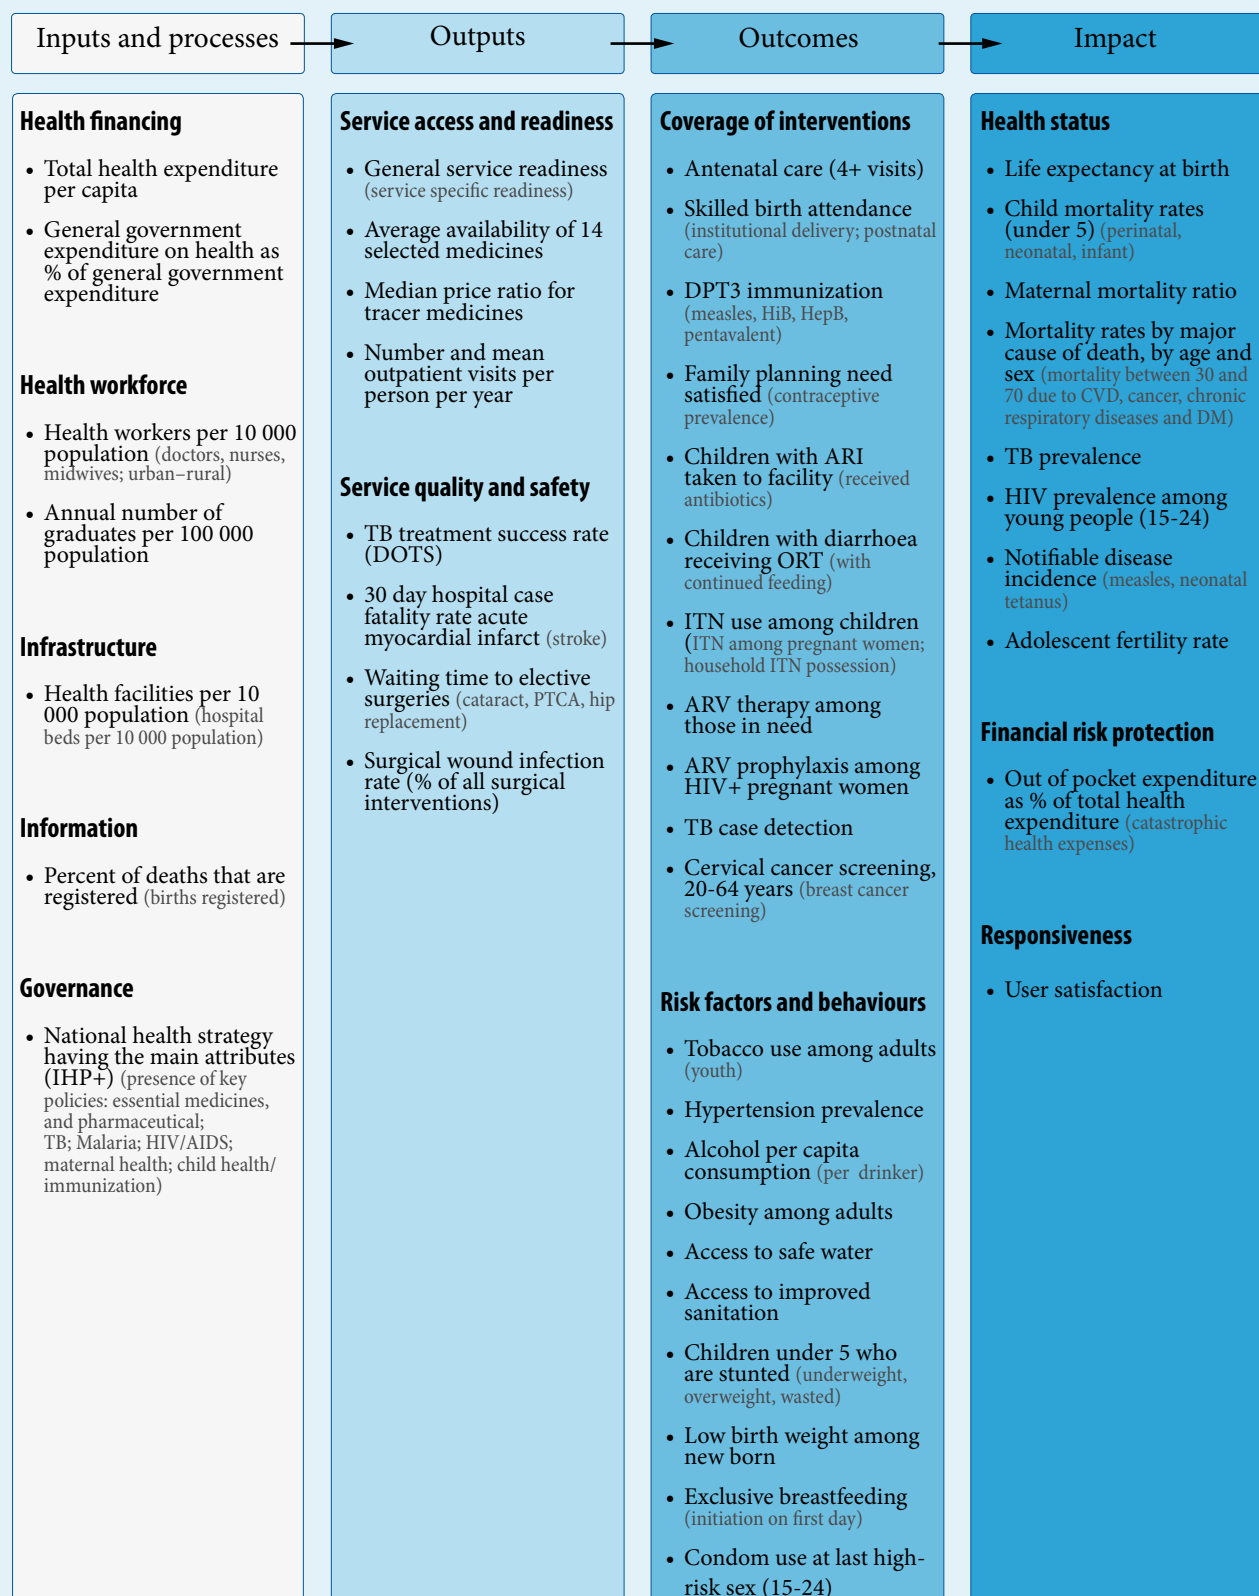 Inputs and processes
Outputs
Outcomes
Impact
Health financing
• Total health expenditure
per capita
• General government
expenditure on health as
% of general government
expenditure
Health workforce
• Health workers per 10 000
population (doctors, nurses,
midwives; urban–rural)
• Annual number of
graduates per 100 000
population
Infrastructure
• Health facilities per 10
000 population (hospital
beds per 10 000 population)
Information
• Percent of deaths that are
registered (births registered)
Governance
• National health strategy
having the main attributes
(IHP+) (presence of key
policies: essential medicines,
and pharmaceutical;
TB; Malaria; HIV/AIDS;
maternal health; child health/
immunization)
Service access and readiness
• General service readiness
(service specific readiness)
• Average availability of 14
selected medicines
• Median price ratio for
tracer medicines
• Number and mean
outpatient visits per
person per year
Service quality and safety
• TB treatment success rate
(DOTS)
• 30 day hospital case
fatality rate acute
myocardial infarct (stroke)
• Waiting time to elective
surgeries (cataract, PTCA, hip
replacement)
• Surgical wound infection
rate (% of all surgical
interventions)
Coverage of interventions
• Antenatal care (4+ visits)
• Skilled birth attendance
(institutional delivery; postnatal
care)
• DPT3 immunization
(measles, HiB, HepB,
pentavalent)
• Family planning need
satisfied (contraceptive
prevalence)
• Children with ARI
taken to facility (received
antibiotics)
• Children with diarrhoea
receiving ORT (with
continued feeding)
• ITN use among children
(ITN among pregnant women;
household ITN possession)
• ARV therapy among
those in need
• ARV prophylaxis among
HIV+ pregnant women
• TB case detection
• Cervical cancer screening,
20-64 years (breast cancer
screening)
Risk factors and behaviours
• Tobacco use among adults
(youth)
• Hypertension prevalence
• Alcohol per capita
consumption (per drinker)
• Obesity among adults
• Access to safe water
• Access to improved
sanitation
• Children under 5 who
are stunted (underweight,
overweight, wasted)
• Low birth weight among
new born
• Exclusive breastfeeding
(initiation on first day)
• Condom use at last high-
risk sex (15-24)
Health status
• Life expectancy at birth
• Child mortality rates
(under 5) (perinatal,
neonatal, infant)
• Maternal mortality ratio
• Mortality rates by major
cause of death, by age and
sex (mortality between 30 and
70 due to CVD, cancer, chronic
respiratory diseases and DM)
• TB prevalence
• HIV prevalence among
young people (15-24)
• Notifiable disease
incidence (measles, neonatal
tetanus)
• Adolescent fertility rate
Financial risk protection
• Out of pocket expenditure
as % of total health
expenditure (catastrophic
health expenses)
Responsiveness
• User satisfaction